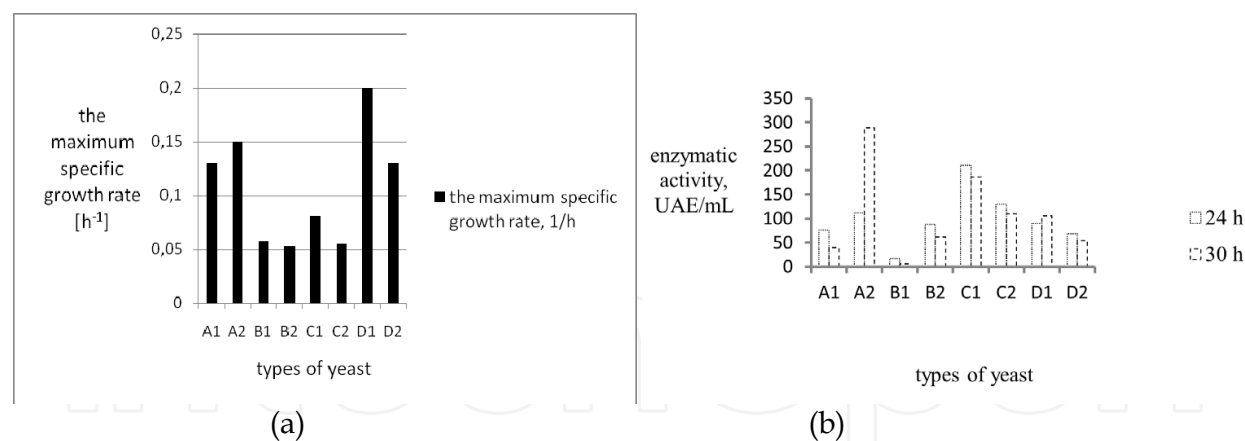 0,25
0,2
0,15
0,1
0,05
0
the
maximum
specific
growth rate
[h-1]
A1 A2 B1 B2 C1 C2 D1 D2
types of yeast
the maximum specific
growth rate, 1/h
(a)
350
300
250
200
150
100
50
0
enzymatic
activity,
UAE/mL
A1 A2 B1 B2 C1 C2 D1 D2
types of yeast
24 h
30 h
(b)